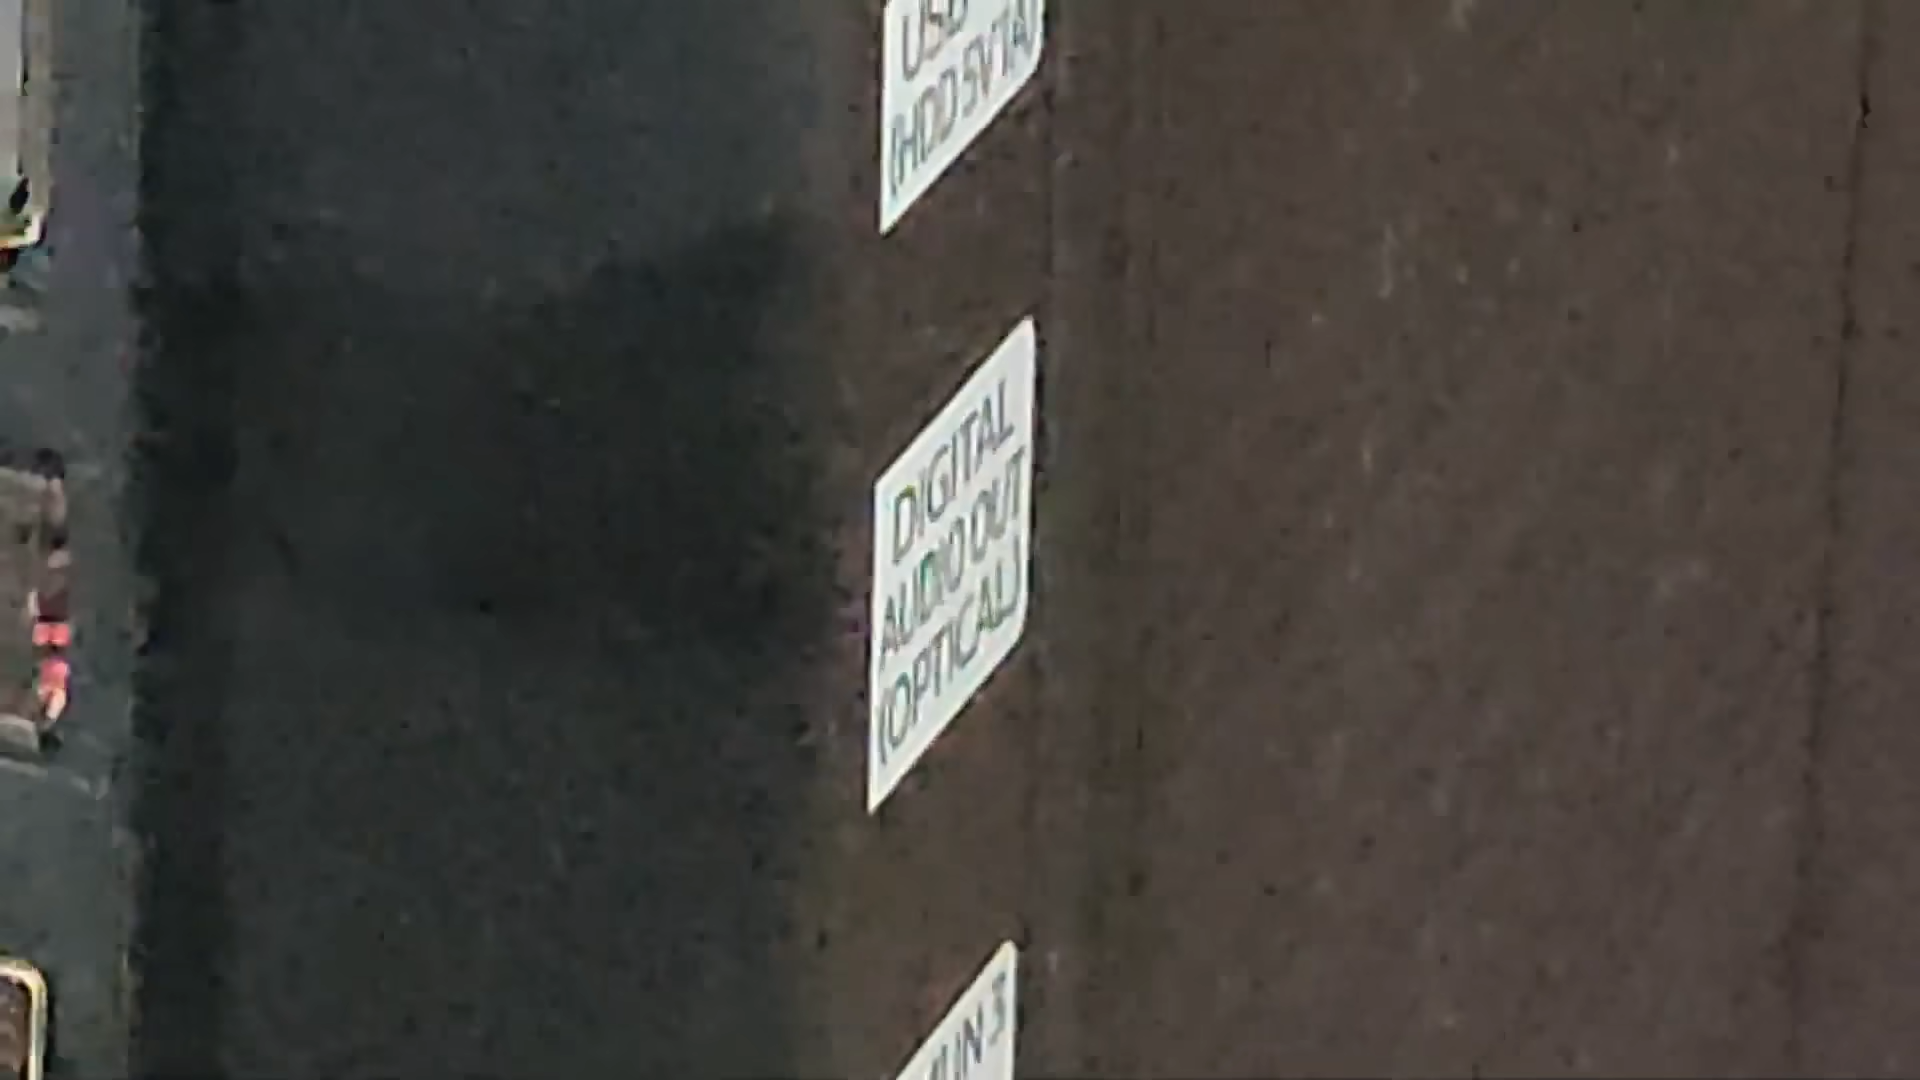 USB
(HDD 5V 1A)
DIGITAL
AUDIO OUT
(OPTICAL)
IN 3